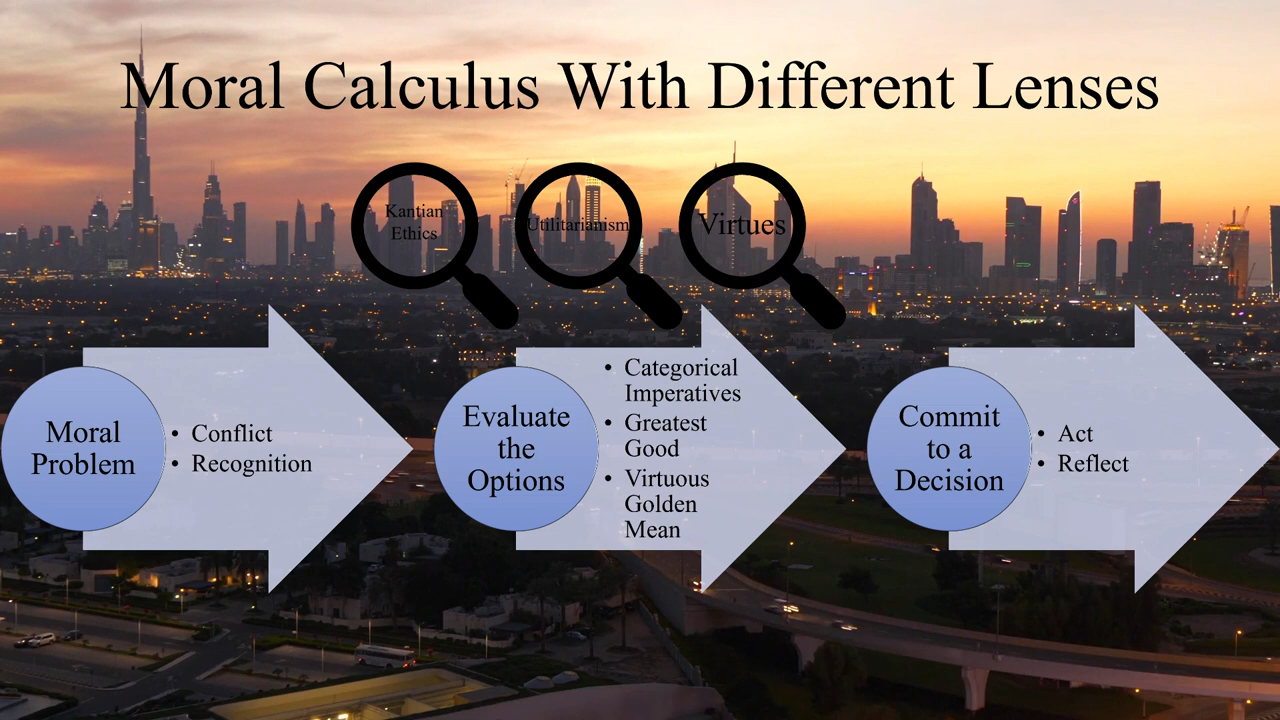 Moral Calculus With Different Lenses
Kantian
Ethics
Utilitarianism
Virtues
Moral
Problem
• Conflict
• Recognition
Evaluate
the
Options
• Categorical
Imperatives
• Greatest
Good
• Virtuous
Golden
Mean
Commit
to a
Decision
• Act
• Reflect